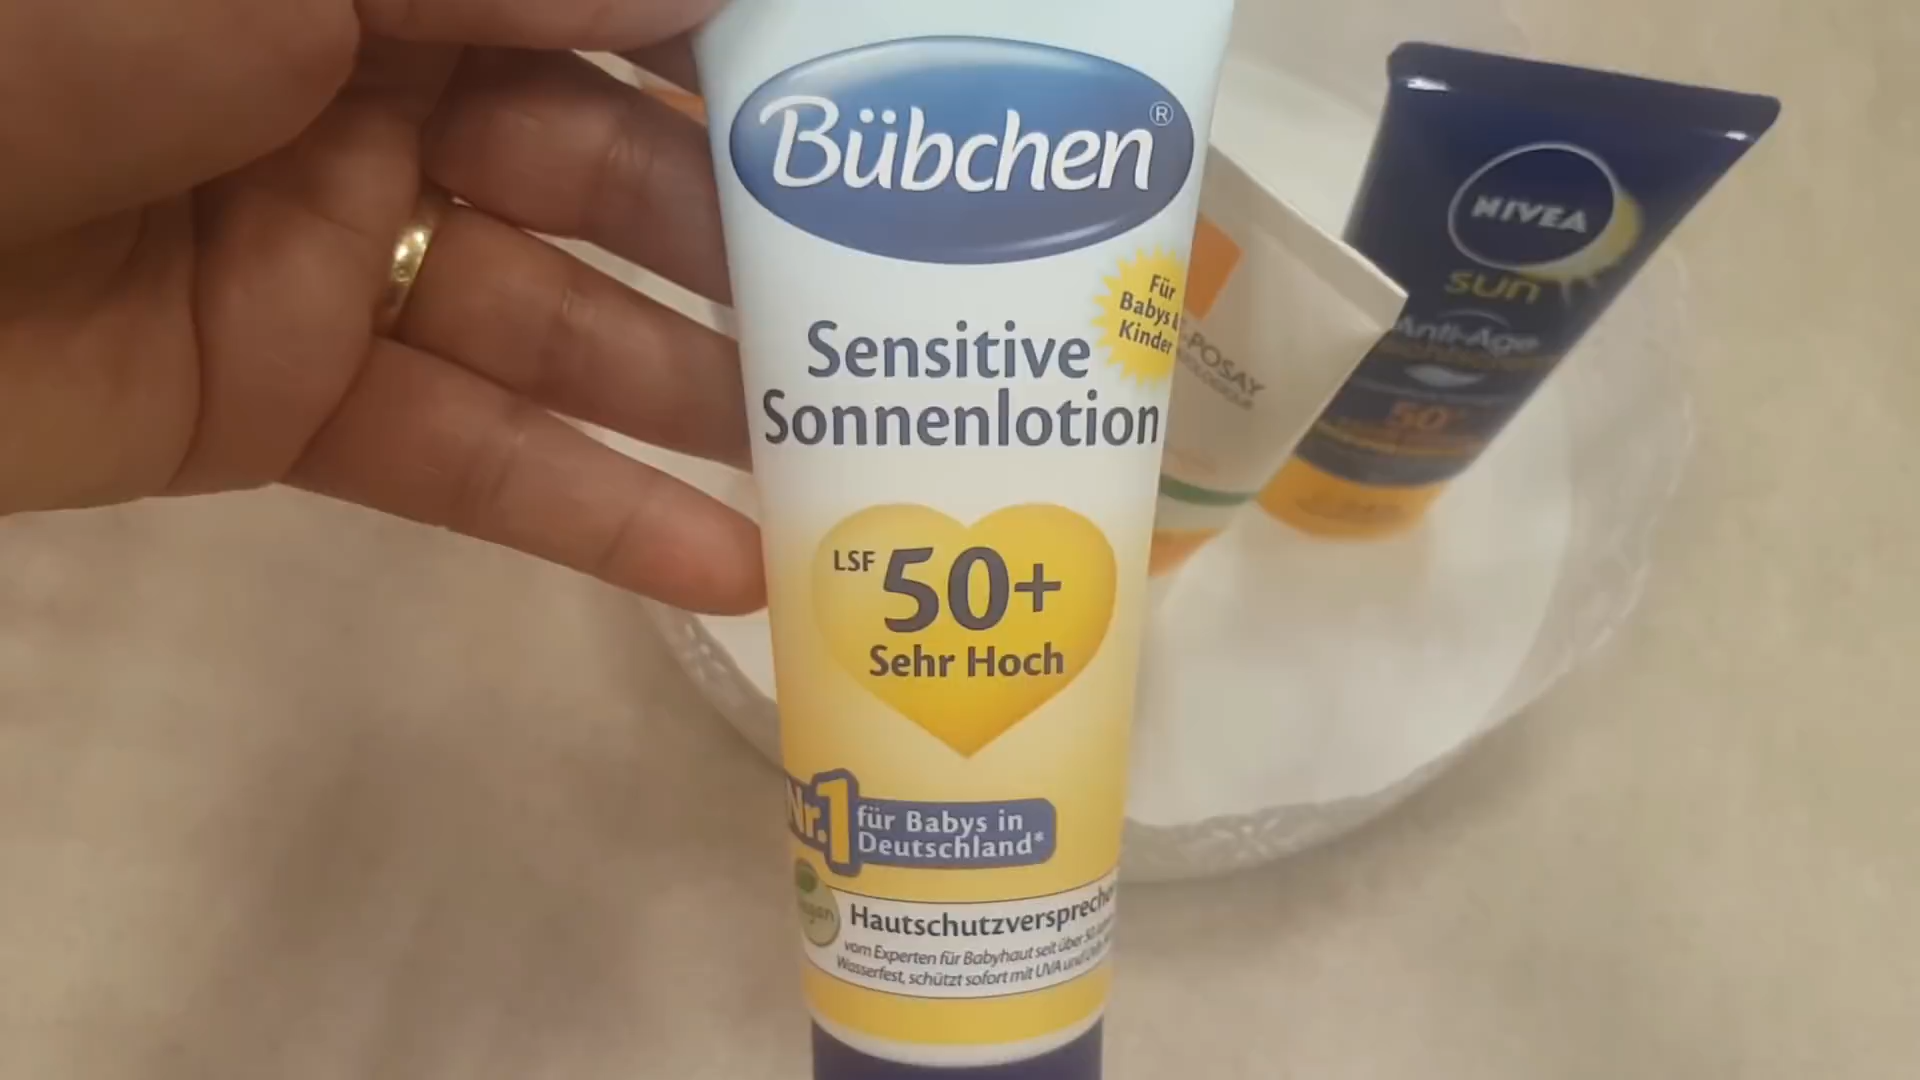 Bübchen®
Für
Babys &
Kinder
Sensitive
Sonnenlotion
LSF 50+
Sehr Hoch
Nr.1 für Babys in
Deutschland*
vegan
Hautschutzversprechen
vom Experten für Babyhaut seit über 50
Wasserfest, schützt sofort mit UVA und
-POSAY
NIVEA
sun
Anti-Age
50